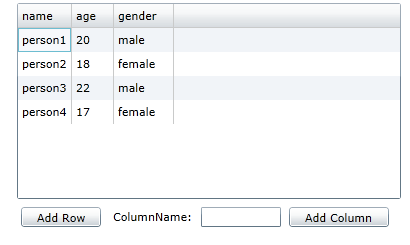 name age gender
person1 20 male
person2 18 female
person3 22 male
person4 17 female
Add Row ColumnName: Add Column